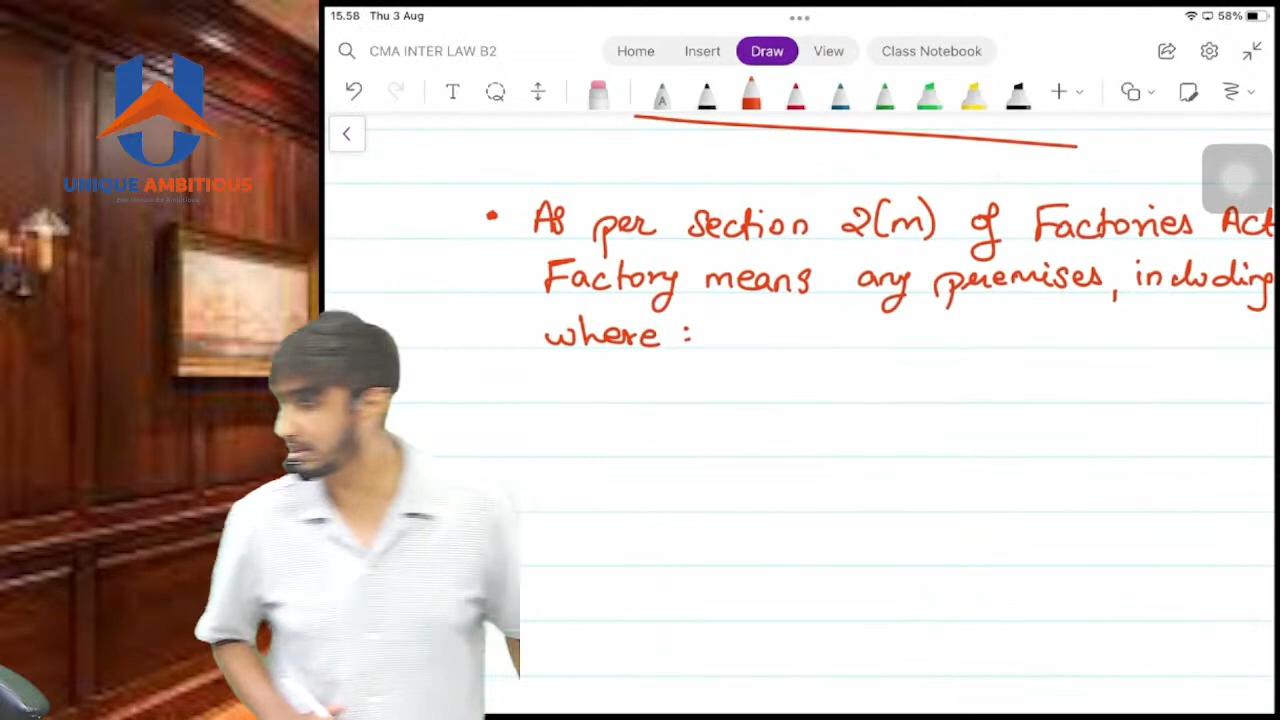 15.58 Thu 3 Aug
58%
CMA INTER LAW B2
Home Insert Draw View Class Notebook
UNIQUE AMBITIOUS
• As per section 2(m) of Factories Act
Factory means any premises, including
where :